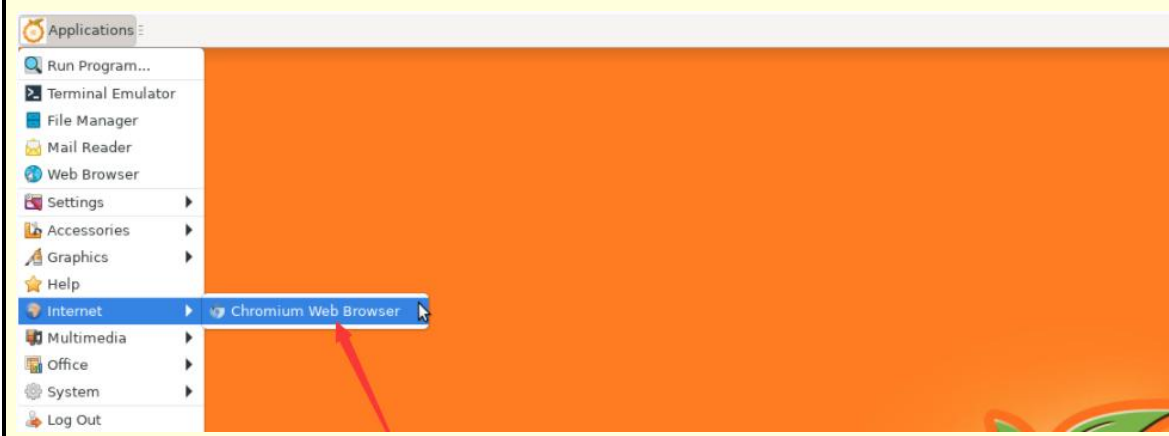 Applications
Run Program...
Terminal Emulator
File Manager
Mail Reader
Web Browser
Settings
Accessories
Graphics
Help
Internet
Chromium Web Browser
Multimedia
Office
System
Log Out